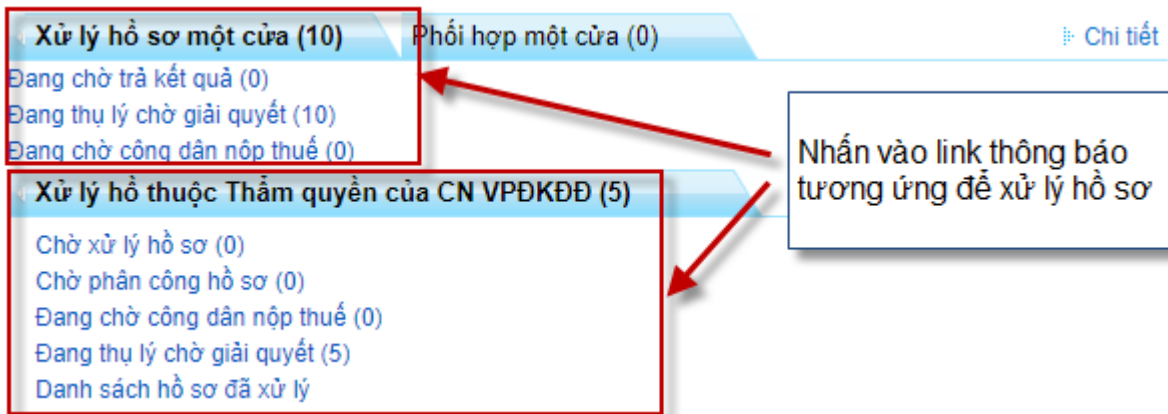 Xử lý hồ sơ một cửa (10)
Phối hợp một cửa (0)
Chi tiết
Đang chờ trả kết quả (0)
Đang thụ lý chờ giải quyết (10)
Đang chờ công dân nộp thuế (0)
Nhấn vào link thông báo
tương ứng để xử lý hồ sơ
Xử lý hồ thuộc Thẩm quyền của CN VPĐKĐĐ (5)
Chờ xử lý hồ sơ (0)
Chờ phân công hồ sơ (0)
Đang chờ công dân nộp thuế (0)
Đang thụ lý chờ giải quyết (5)
Danh sách hồ sơ đã xử lý